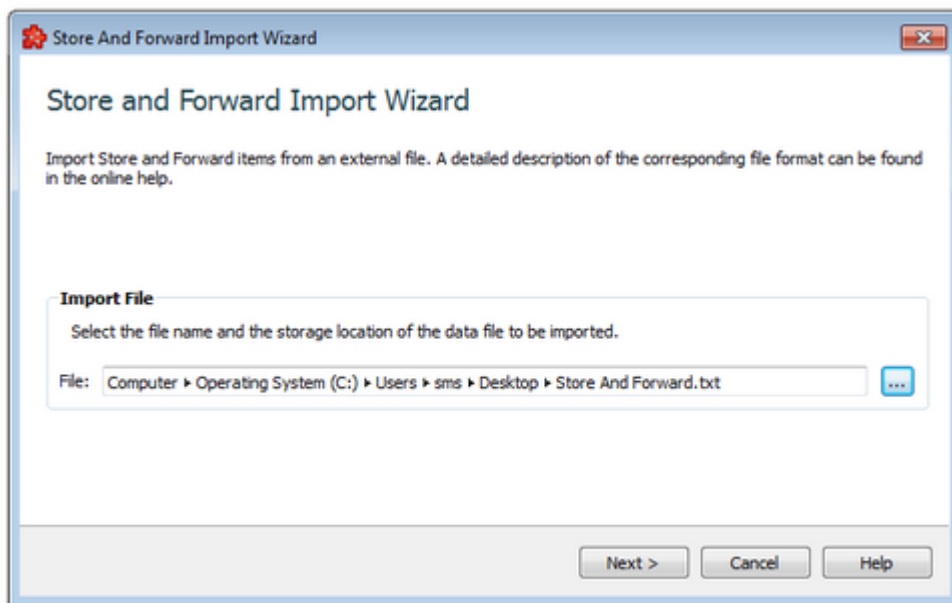 Store And Forward Import Wizard
Store and Forward Import Wizard
Import Store and Forward items from an external file. A detailed description of the corresponding file format can be found
in the online help.
Import File
Select the file name and the storage location of the data file to be imported.
File: Computer ▸ Operating System (C:) ▸ Users ▸ sms ▸ Desktop ▸ Store And Forward.txt ...
Next > Cancel Help